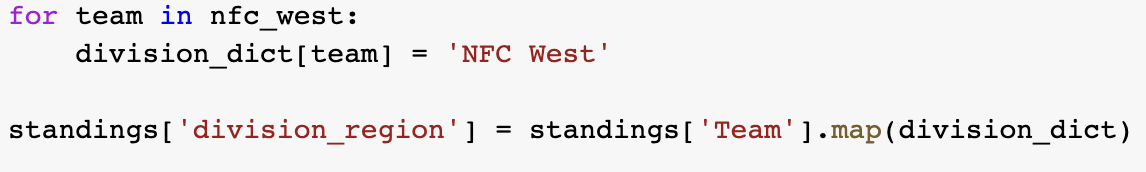 for team in nfc_west:
    division_dict[team] = 'NFC West'
standings['division_region'] = standings['Team'].map(division_dict)